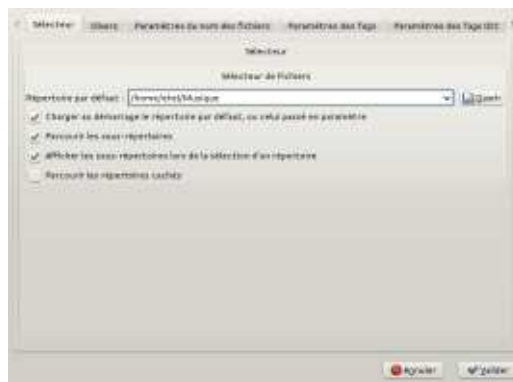 Sélecteur Divers Paramètres du nom des fichiers Paramètres des Tags Paramètres des Tags ID3
Sélecteur
Sélecteur de Fichiers
Répertoire par défaut : /home/ehel/Musique Ouvrir
Charger au démarrage le répertoire par défaut, ou celui passé en paramètre
Parcourir les sous-répertoires
Afficher les sous-répertoires lors de la sélection d'un répertoire
Parcourir les répertoires cachés
Annuler Valider